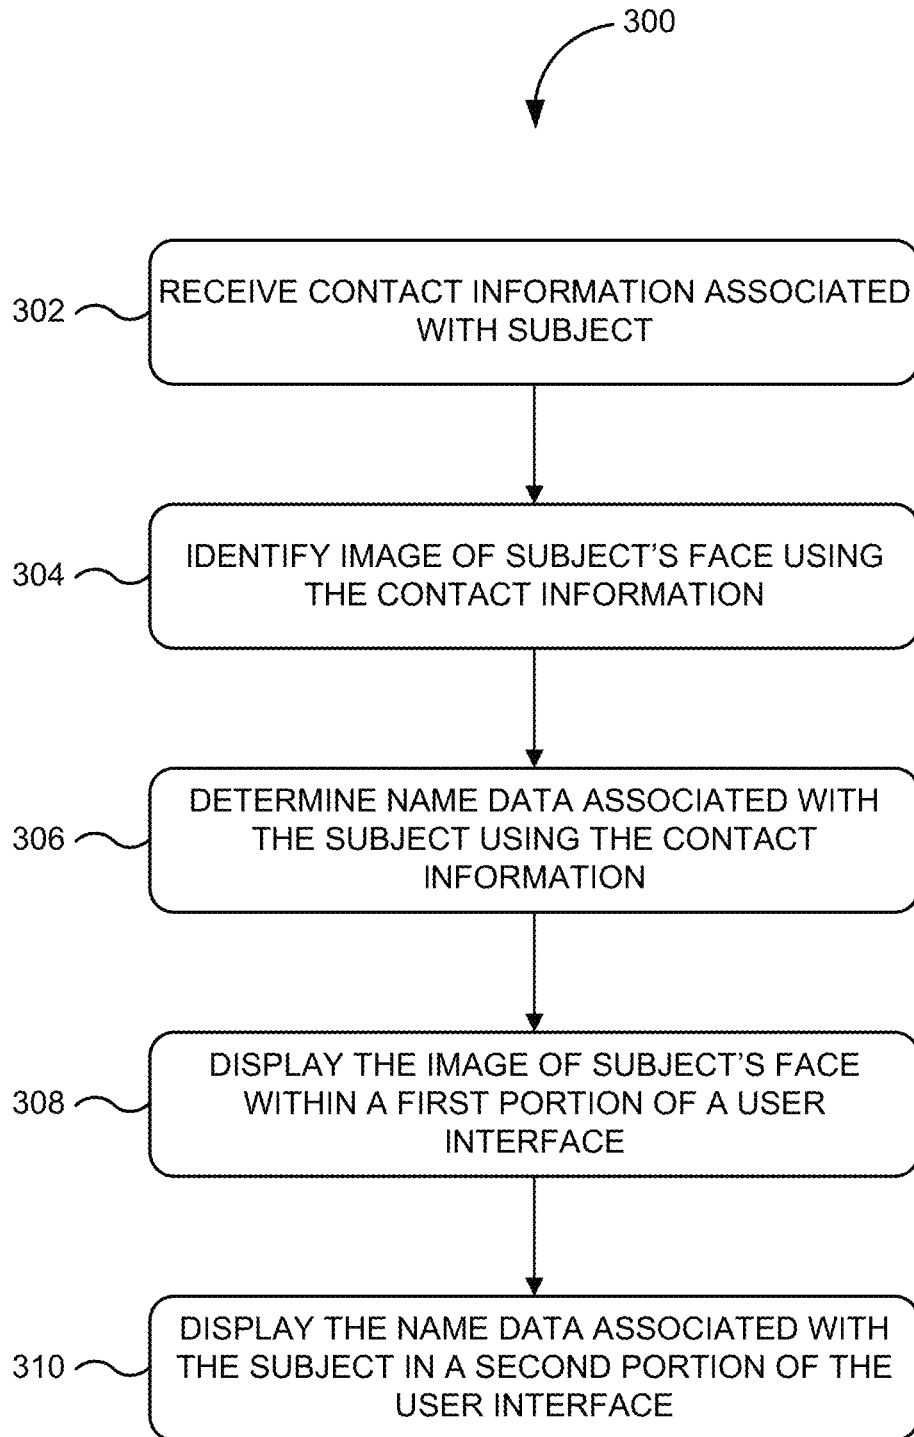 300
302
RECEIVE CONTACT INFORMATION ASSOCIATED
WITH SUBJECT
304
IDENTIFY IMAGE OF SUBJECT'S FACE USING
THE CONTACT INFORMATION
306
DETERMINE NAME DATA ASSOCIATED WITH
THE SUBJECT USING THE CONTACT
INFORMATION
308
DISPLAY THE IMAGE OF SUBJECT'S FACE
WITHIN A FIRST PORTION OF A USER
INTERFACE
310
DISPLAY THE NAME DATA ASSOCIATED WITH
THE SUBJECT IN A SECOND PORTION OF THE
USER INTERFACE